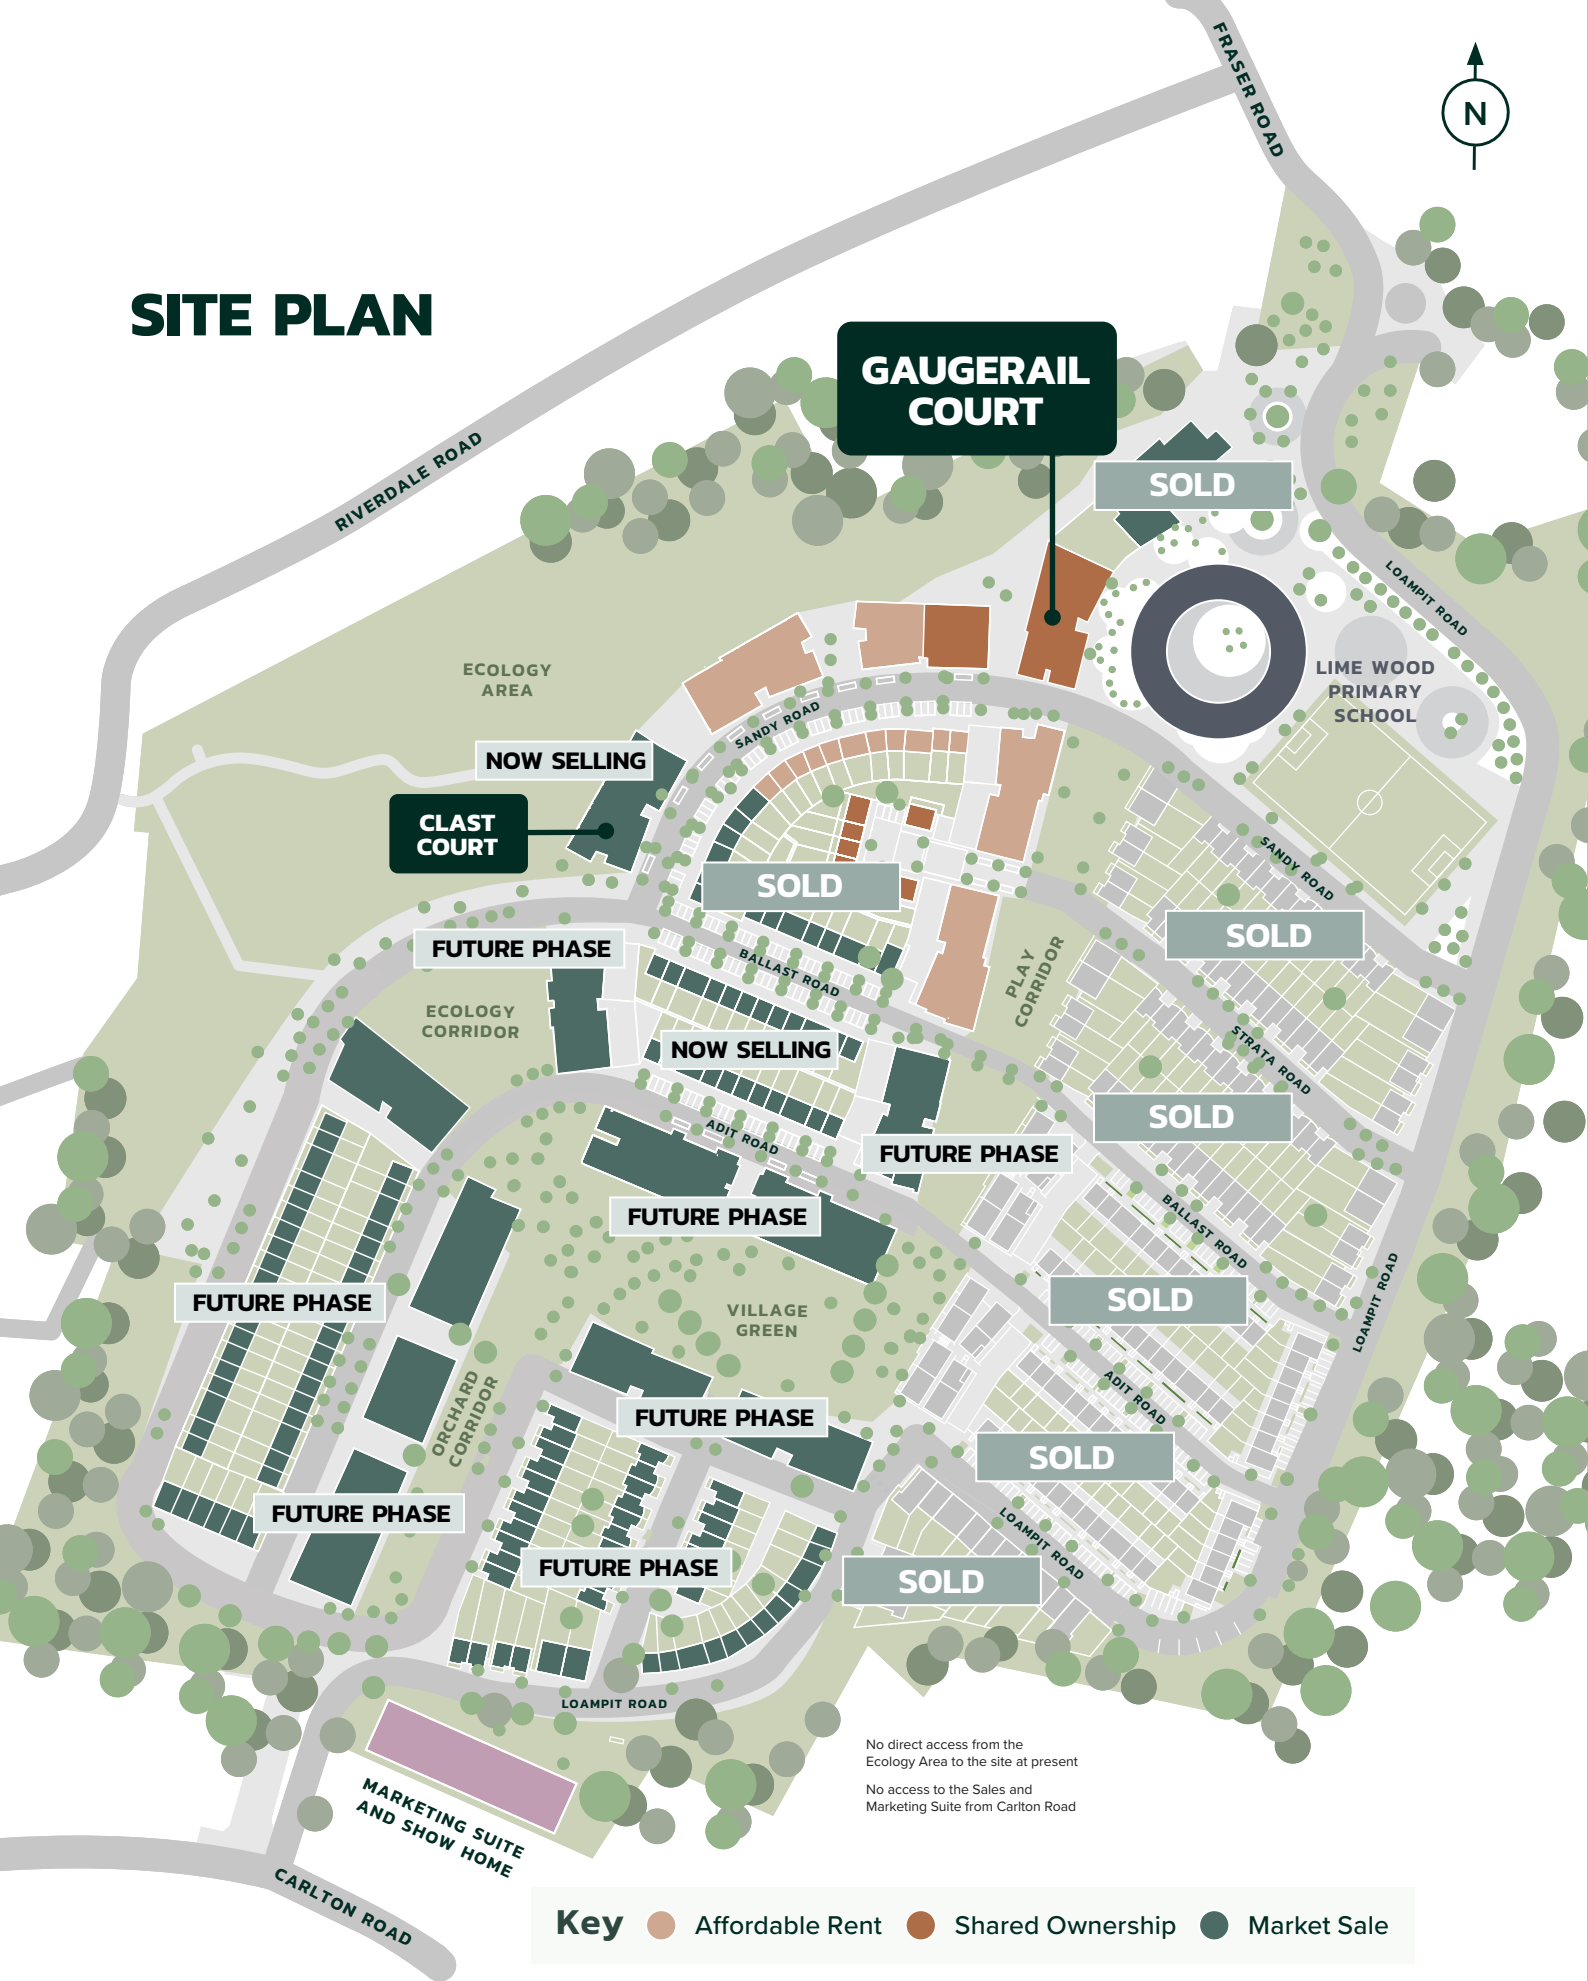 FRASER ROAD
N
SITE PLAN
GAUGERAIL
COURT
RIVERDALE ROAD
SOLD
LOAMPIT ROAD
ECOLOGY
AREA
LIME WOOD
PRIMARY
SCHOOL
SANDY ROAD
NOW SELLING
CLAST
COURT
SANDY ROAD
SOLD
SOLD
FUTURE PHASE
BALLAST ROAD
PLAY
CORRIDOR
ECOLOGY
CORRIDOR
NOW SELLING
STRATA ROAD
SOLD
ADIT ROAD
FUTURE PHASE
FUTURE PHASE
BALLAST ROAD
FUTURE PHASE
VILLAGE
GREEN
SOLD
LOAMPIT ROAD
ORCHARD
CORRIDOR
FUTURE PHASE
ADIT ROAD
SOLD
FUTURE PHASE
LOAMPIT ROAD
FUTURE PHASE
SOLD
LOAMPIT ROAD
No direct access from the
Ecology Area to the site at present
No access to the Sales and
Marketing Suite from Carlton Road
MARKETING SUITE
AND SHOW HOME
CARLTON ROAD
Key
Affordable Rent
Shared Ownership
Market Sale